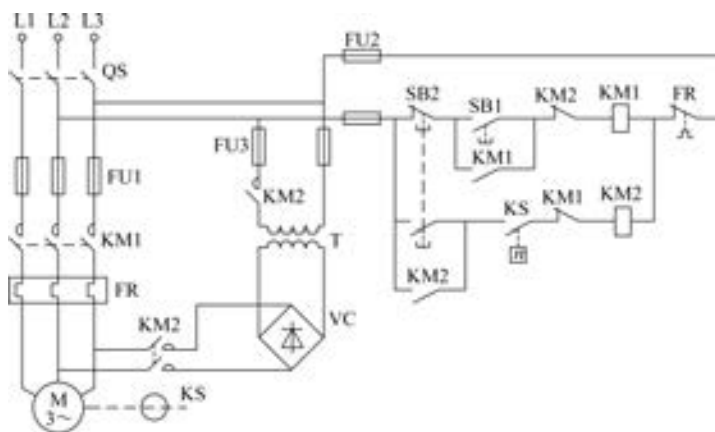 L1 L2 L3
FU2
QS
SB2 SB1 KM2 KM1 FR
FU3
FU1
KM1
KM2
KM1
KS KM1 KM2
T
n
FR
KM2
KM2
VC
M
3~
KS